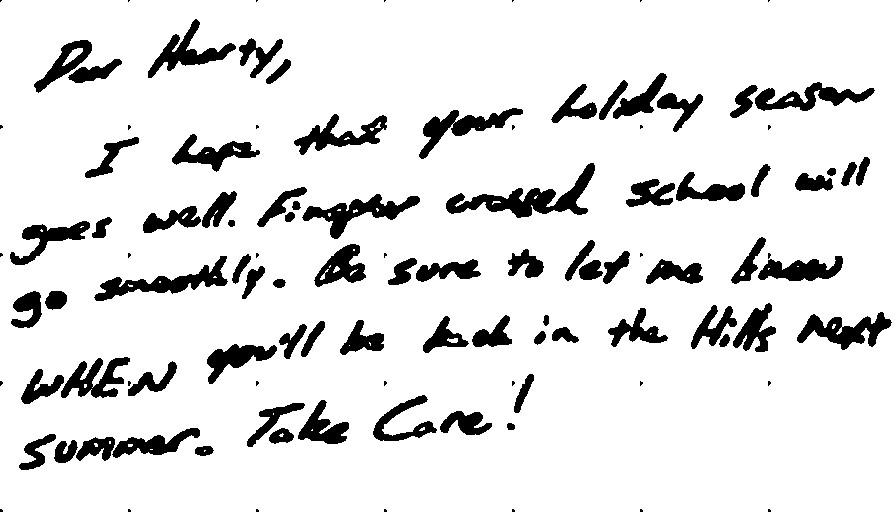 Dear Hearty,
I hope that your holiday season
goes well. Finger crossed school will
go smoothly. Be sure to let me know
WHEN you'll be back in the Hills next
summer. Take Care!